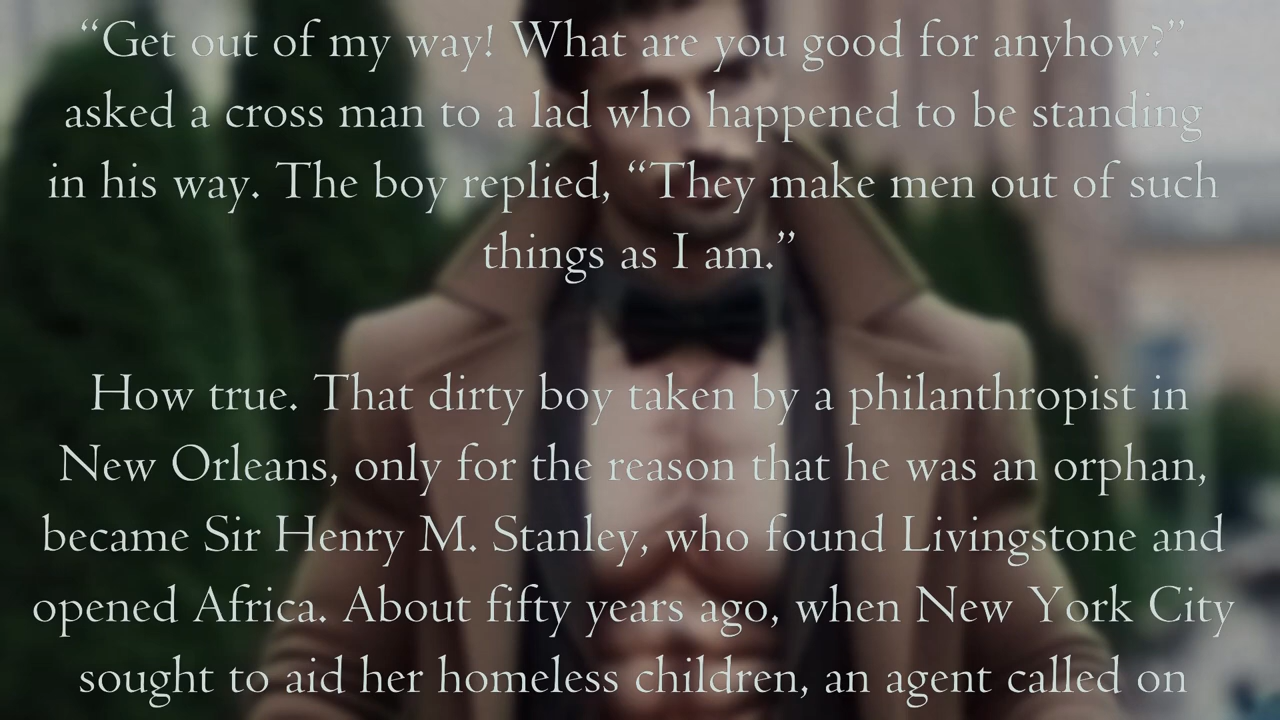 “Get out of my way! What are you good for anyhow?”
asked a cross man to a lad who happened to be standing
in his way. The boy replied, “They make men out of such
things as I am.”
How true. That dirty boy taken by a philanthropist in
New Orleans, only for the reason that he was an orphan,
became Sir Henry M. Stanley, who found Livingstone and
opened Africa. About fifty years ago, when New York City
sought to aid her homeless children, an agent called on